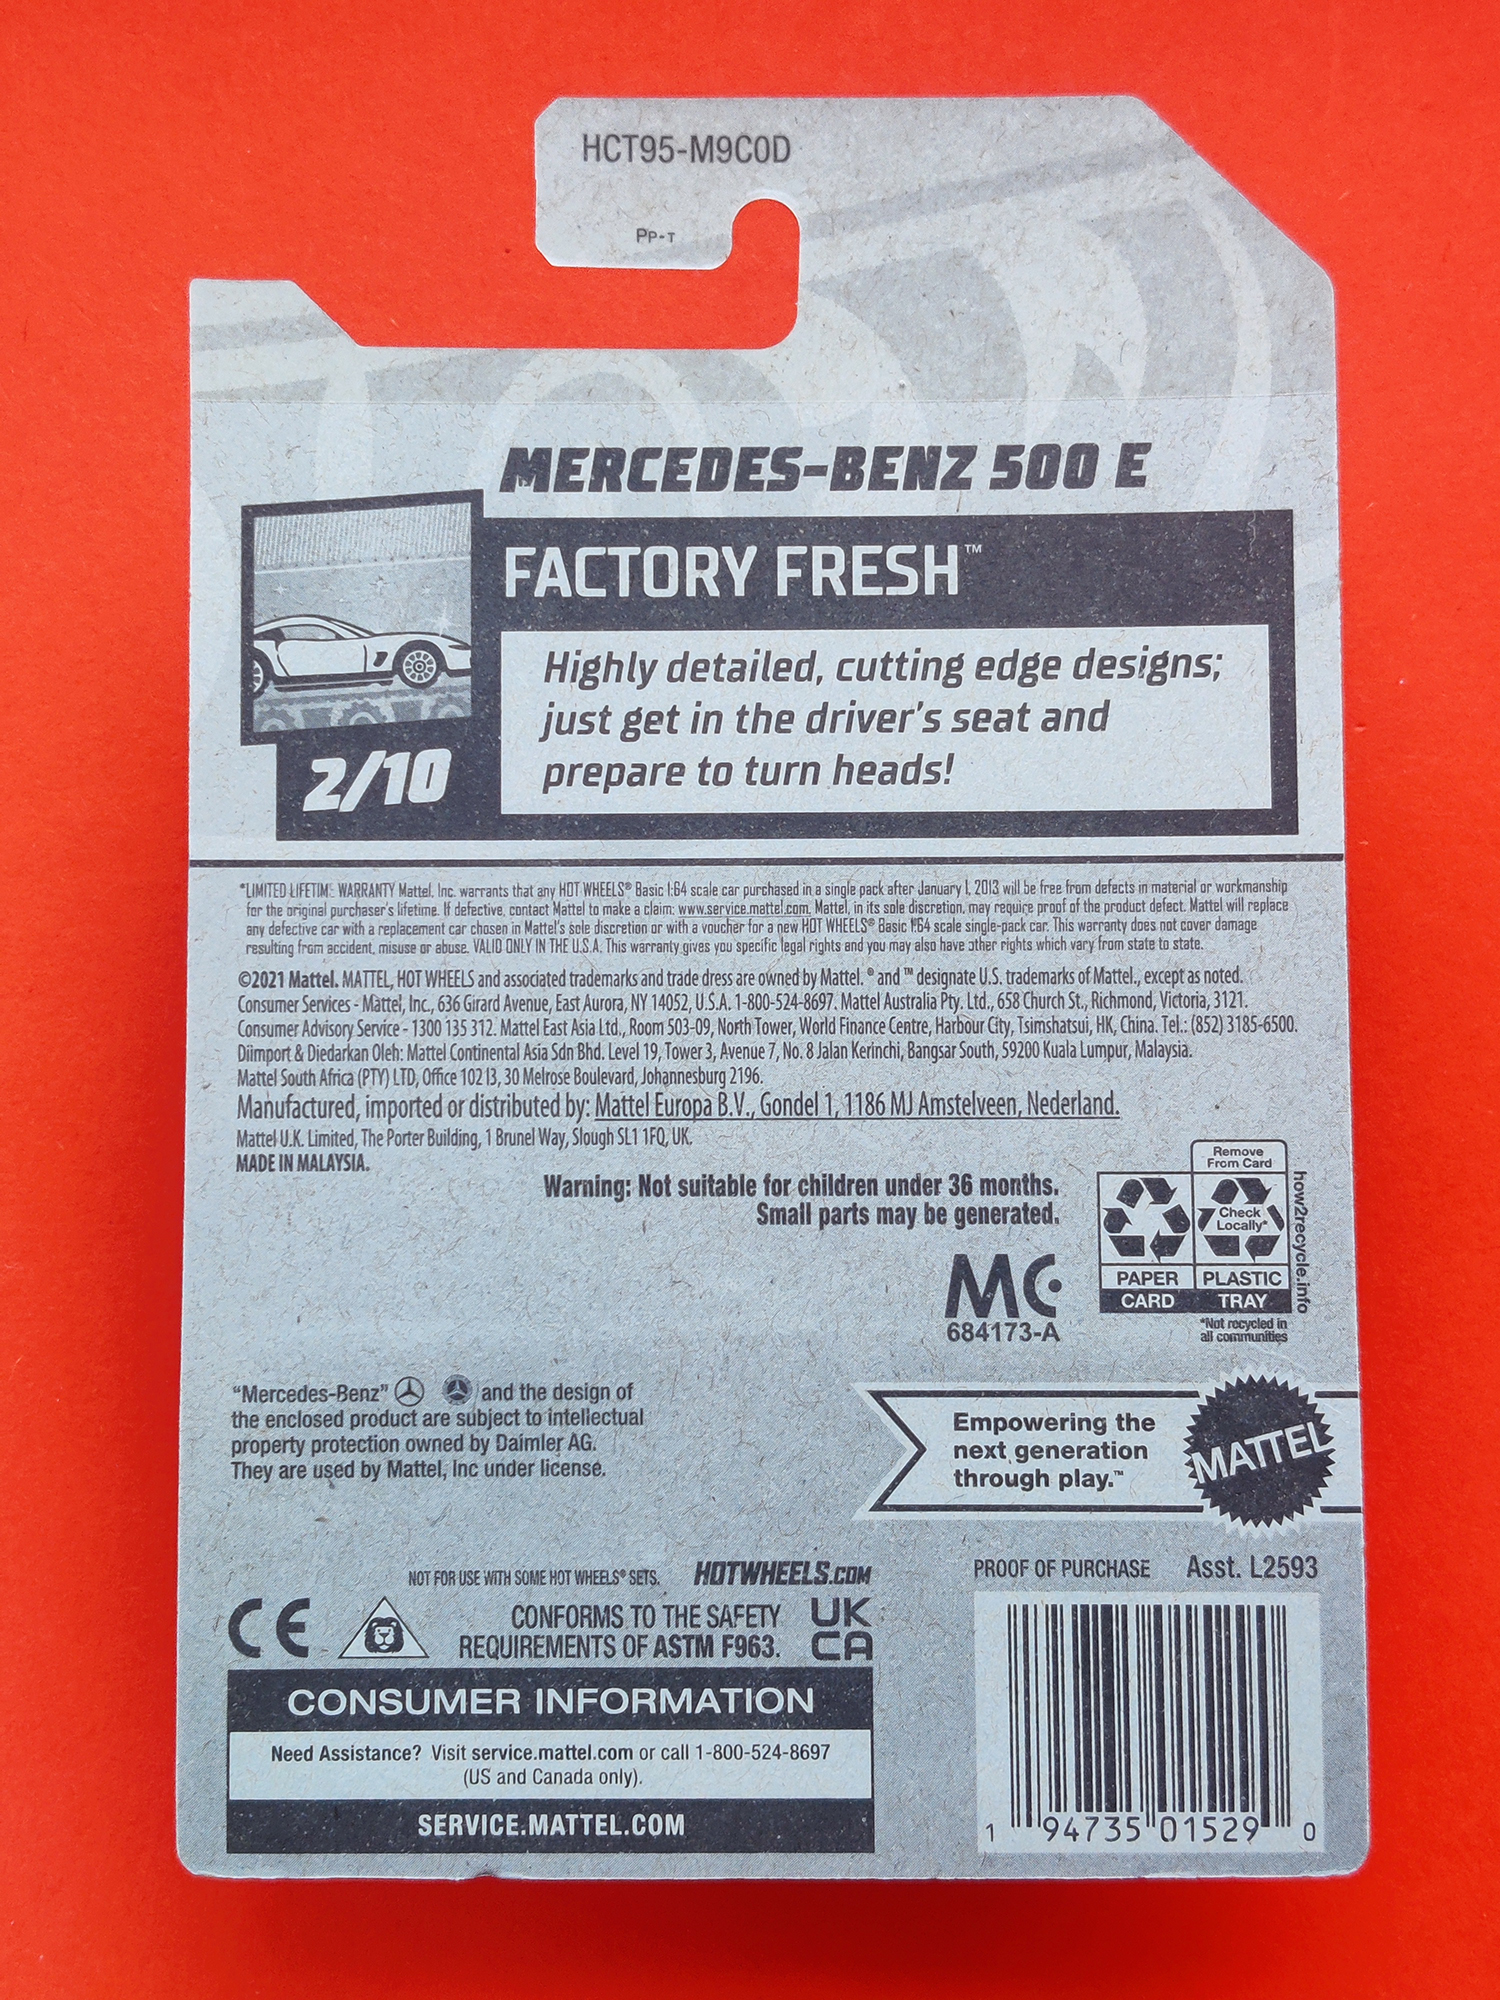 HCT95-M9C0D
PP-T
MERCEDES-BENZ 500 E
FACTORY FRESH™
Highly detailed, cutting edge designs;
just get in the driver's seat and
prepare to turn heads!
2/10
*LIMITED LIFETIME WARRANTY Mattel, Inc. warrants that any HOT WHEELS® Basic 1:64 scale car purchased in a single pack after January 1, 2013 will be free from defects in material or workmanship
for the original purchaser's lifetime. If defective, contact Mattel to make a claim: www.service.mattel.com. Mattel, in its sole discretion, may require proof of the product defect. Mattel will replace
any defective car with a replacement car chosen in Mattel's sole discretion or with a voucher for a new HOT WHEELS® Basic 1:64 scale single-pack car. This warranty does not cover damage
resulting from accident, misuse or abuse. VALID ONLY IN THE U.S.A. This warranty gives you specific legal rights and you may also have other rights which vary from state to state.
©2021 Mattel. MATTEL, HOT WHEELS and associated trademarks and trade dress are owned by Mattel. ® and ™ designate U.S. trademarks of Mattel., except as noted.
Consumer Services - Mattel, Inc., 636 Girard Avenue, East Aurora, NY 14052, U.S.A. 1-800-524-8697. Mattel Australia Pty. Ltd., 658 Church St., Richmond, Victoria, 3121.
Consumer Advisory Service - 1300 135 312. Mattel East Asia Ltd., Room 503-09, North Tower, World Finance Centre, Harbour City, Tsimshatsui, HK, China. Tel.: (852) 3185-6500.
Diimport & Diedarkan Oleh: Mattel Continental Asia Sdn Bhd. Level 19, Tower 3, Avenue 7, No. 8 Jalan Kerinchi, Bangsar South, 59200 Kuala Lumpur, Malaysia.
Mattel South Africa (PTY) LTD, Office 102 I3, 30 Melrose Boulevard, Johannesburg 2196.
Manufactured, imported or distributed by: Mattel Europa B.V., Gondel 1, 1186 MJ Amstelveen, Nederland.
Mattel U.K. Limited, The Porter Building, 1 Brunel Way, Slough SL1 1FQ, UK.
MADE IN MALAYSIA.
Warning: Not suitable for children under 36 months.
Small parts may be generated.
MC
684173-A
Remove
From Card
Check
Locally*
PAPER
CARD
PLASTIC
TRAY
how2recycle.info
*Not recycled in
all communities
"Mercedes-Benz" and the design of
the enclosed product are subject to intellectual
property protection owned by Daimler AG.
They are used by Mattel, Inc under license.
Empowering the
next generation
through play.™
MATTEL
NOT FOR USE WITH SOME HOT WHEELS® SETS.
HOTWHEELS.COM
CE
CONFORMS TO THE SAFETY
REQUIREMENTS OF ASTM F963.
UK
CA
CONSUMER INFORMATION
Need Assistance? Visit service.mattel.com or call 1-800-524-8697
(US and Canada only).
SERVICE.MATTEL.COM
PROOF OF PURCHASE Asst. L2593
1 94735 01529 0